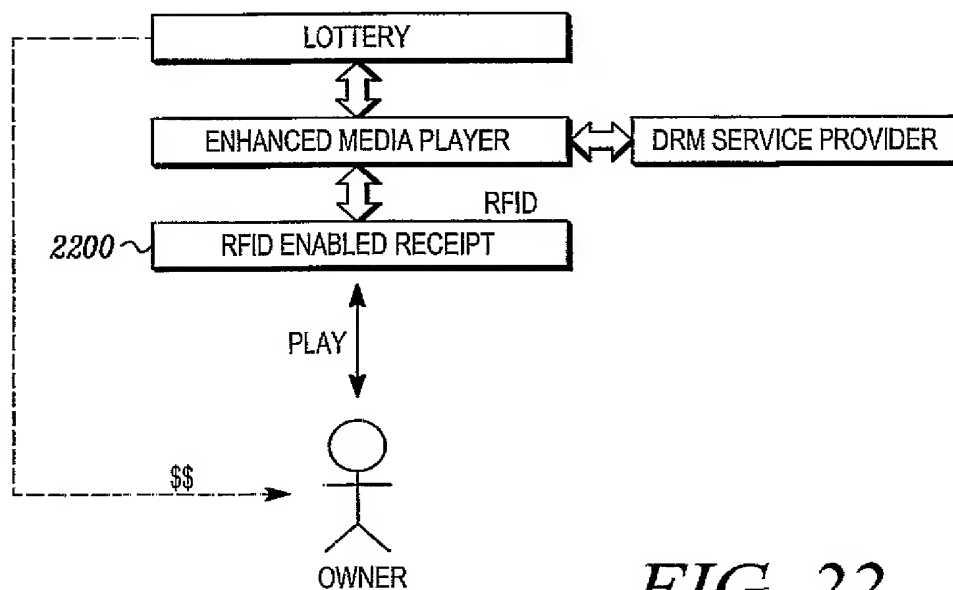 LOTTERY
ENHANCED MEDIA PLAYER
DRM SERVICE PROVIDER
RFID
2200
RFID ENABLED RECEIPT
PLAY
$$
OWNER
FIG. 22